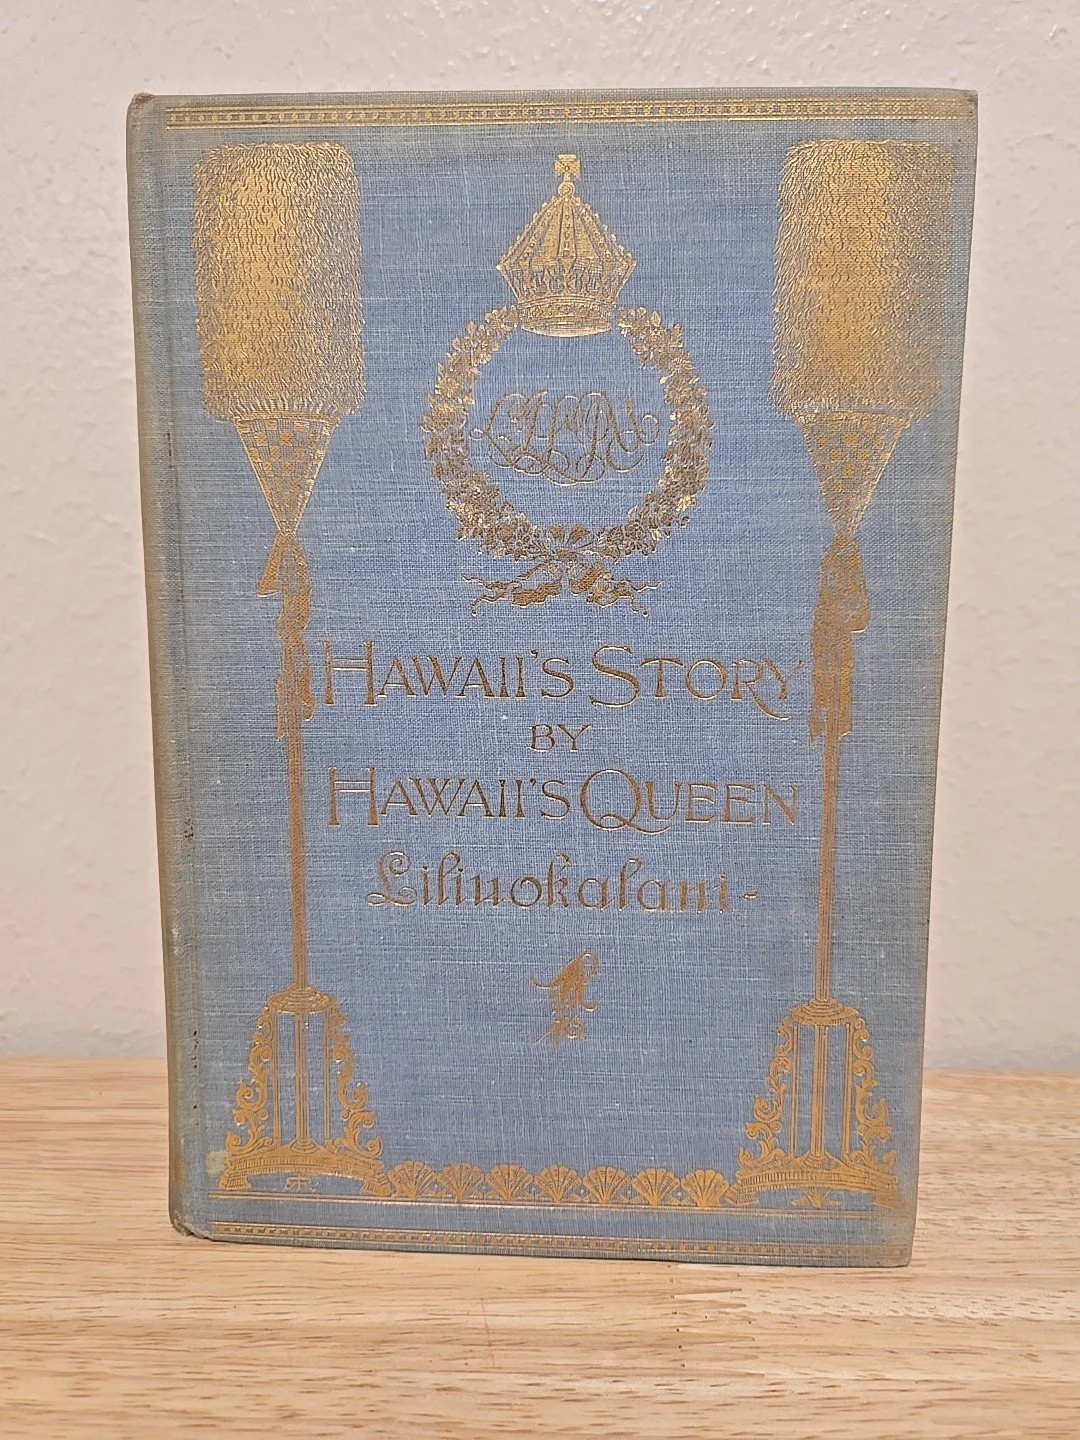 HAWAII'S STORY
BY
HAWAII'S QUEEN
Liliuokalani-